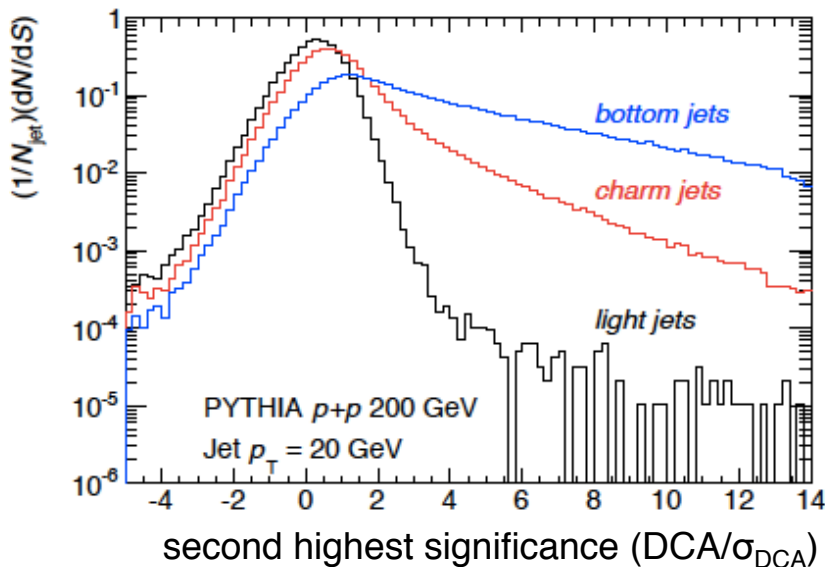 (1/N_jet)(dN/dS)
1
10^-1
10^-2
10^-3
10^-4
10^-5
10^-6
bottom jets
charm jets
light jets
PYTHIA p+p 200 GeV
Jet p_T = 20 GeV
-4 -2 0 2 4 6 8 10 12 14
second highest significance (DCA/σ_DCA)